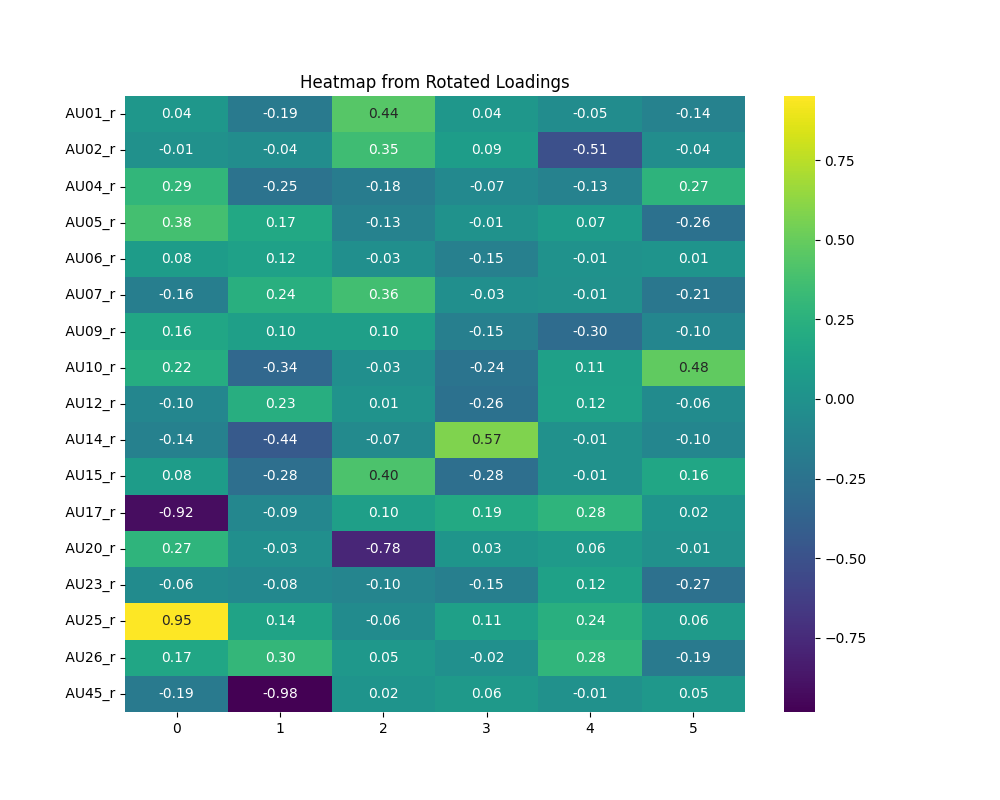 Heatmap from Rotated Loadings
AU01_r 0.04 -0.19 0.44 0.04 -0.05 -0.14
AU02_r -0.01 -0.04 0.35 0.09 -0.51 -0.04
AU04_r 0.29 -0.25 -0.18 -0.07 -0.13 0.27
AU05_r 0.38 0.17 -0.13 -0.01 0.07 -0.26
AU06_r 0.08 0.12 -0.03 -0.15 -0.01 0.01
AU07_r -0.16 0.24 0.36 -0.03 -0.01 -0.21
AU09_r 0.16 0.10 0.10 -0.15 -0.30 -0.10
AU10_r 0.22 -0.34 -0.03 -0.24 0.11 0.48
AU12_r -0.10 0.23 0.01 -0.26 0.12 -0.06
AU14_r -0.14 -0.44 -0.07 0.57 -0.01 -0.10
AU15_r 0.08 -0.28 0.40 -0.28 -0.01 0.16
AU17_r -0.92 -0.09 0.10 0.19 0.28 0.02
AU20_r 0.27 -0.03 -0.78 0.03 0.06 -0.01
AU23_r -0.06 -0.08 -0.10 -0.15 0.12 -0.27
AU25_r 0.95 0.14 -0.06 0.11 0.24 0.06
AU26_r 0.17 0.30 0.05 -0.02 0.28 -0.19
AU45_r -0.19 -0.98 0.02 0.06 -0.01 0.05
0 1 2 3 4 5
0.75
0.50
0.25
0.00
−0.25
−0.50
−0.75